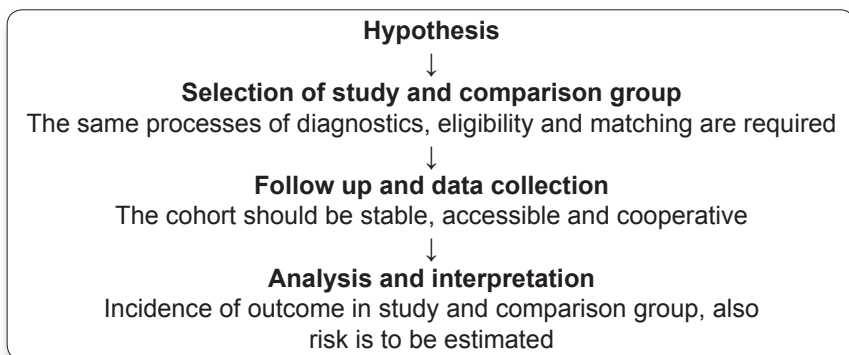 Hypothesis
↓
Selection of study and comparison group
The same processes of diagnostics, eligibility and matching are required
↓
Follow up and data collection
The cohort should be stable, accessible and cooperative
↓
Analysis and interpretation
Incidence of outcome in study and comparison group, also
risk is to be estimated